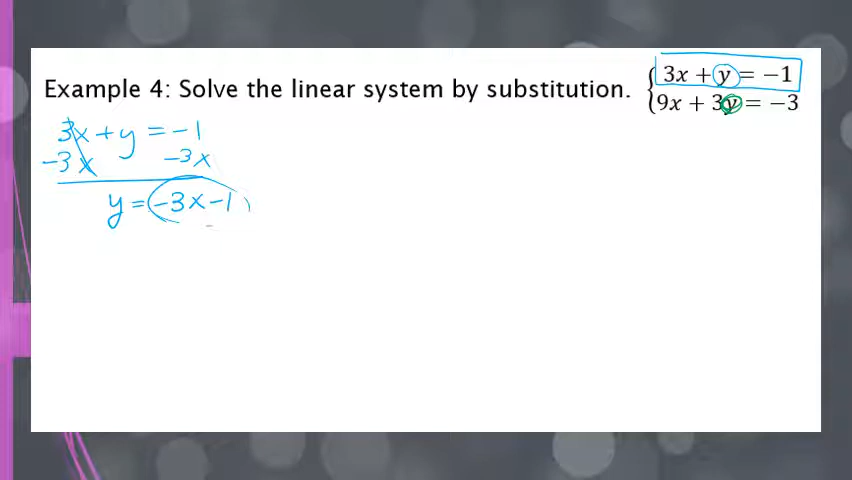 Example 4: Solve the linear system by substitution. {3x + y = −1
9x + 3y = −3
3x + y = −1
−3x −3x
y = −3x − 1